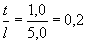 t/l = 1,0/5,0 = 0,2